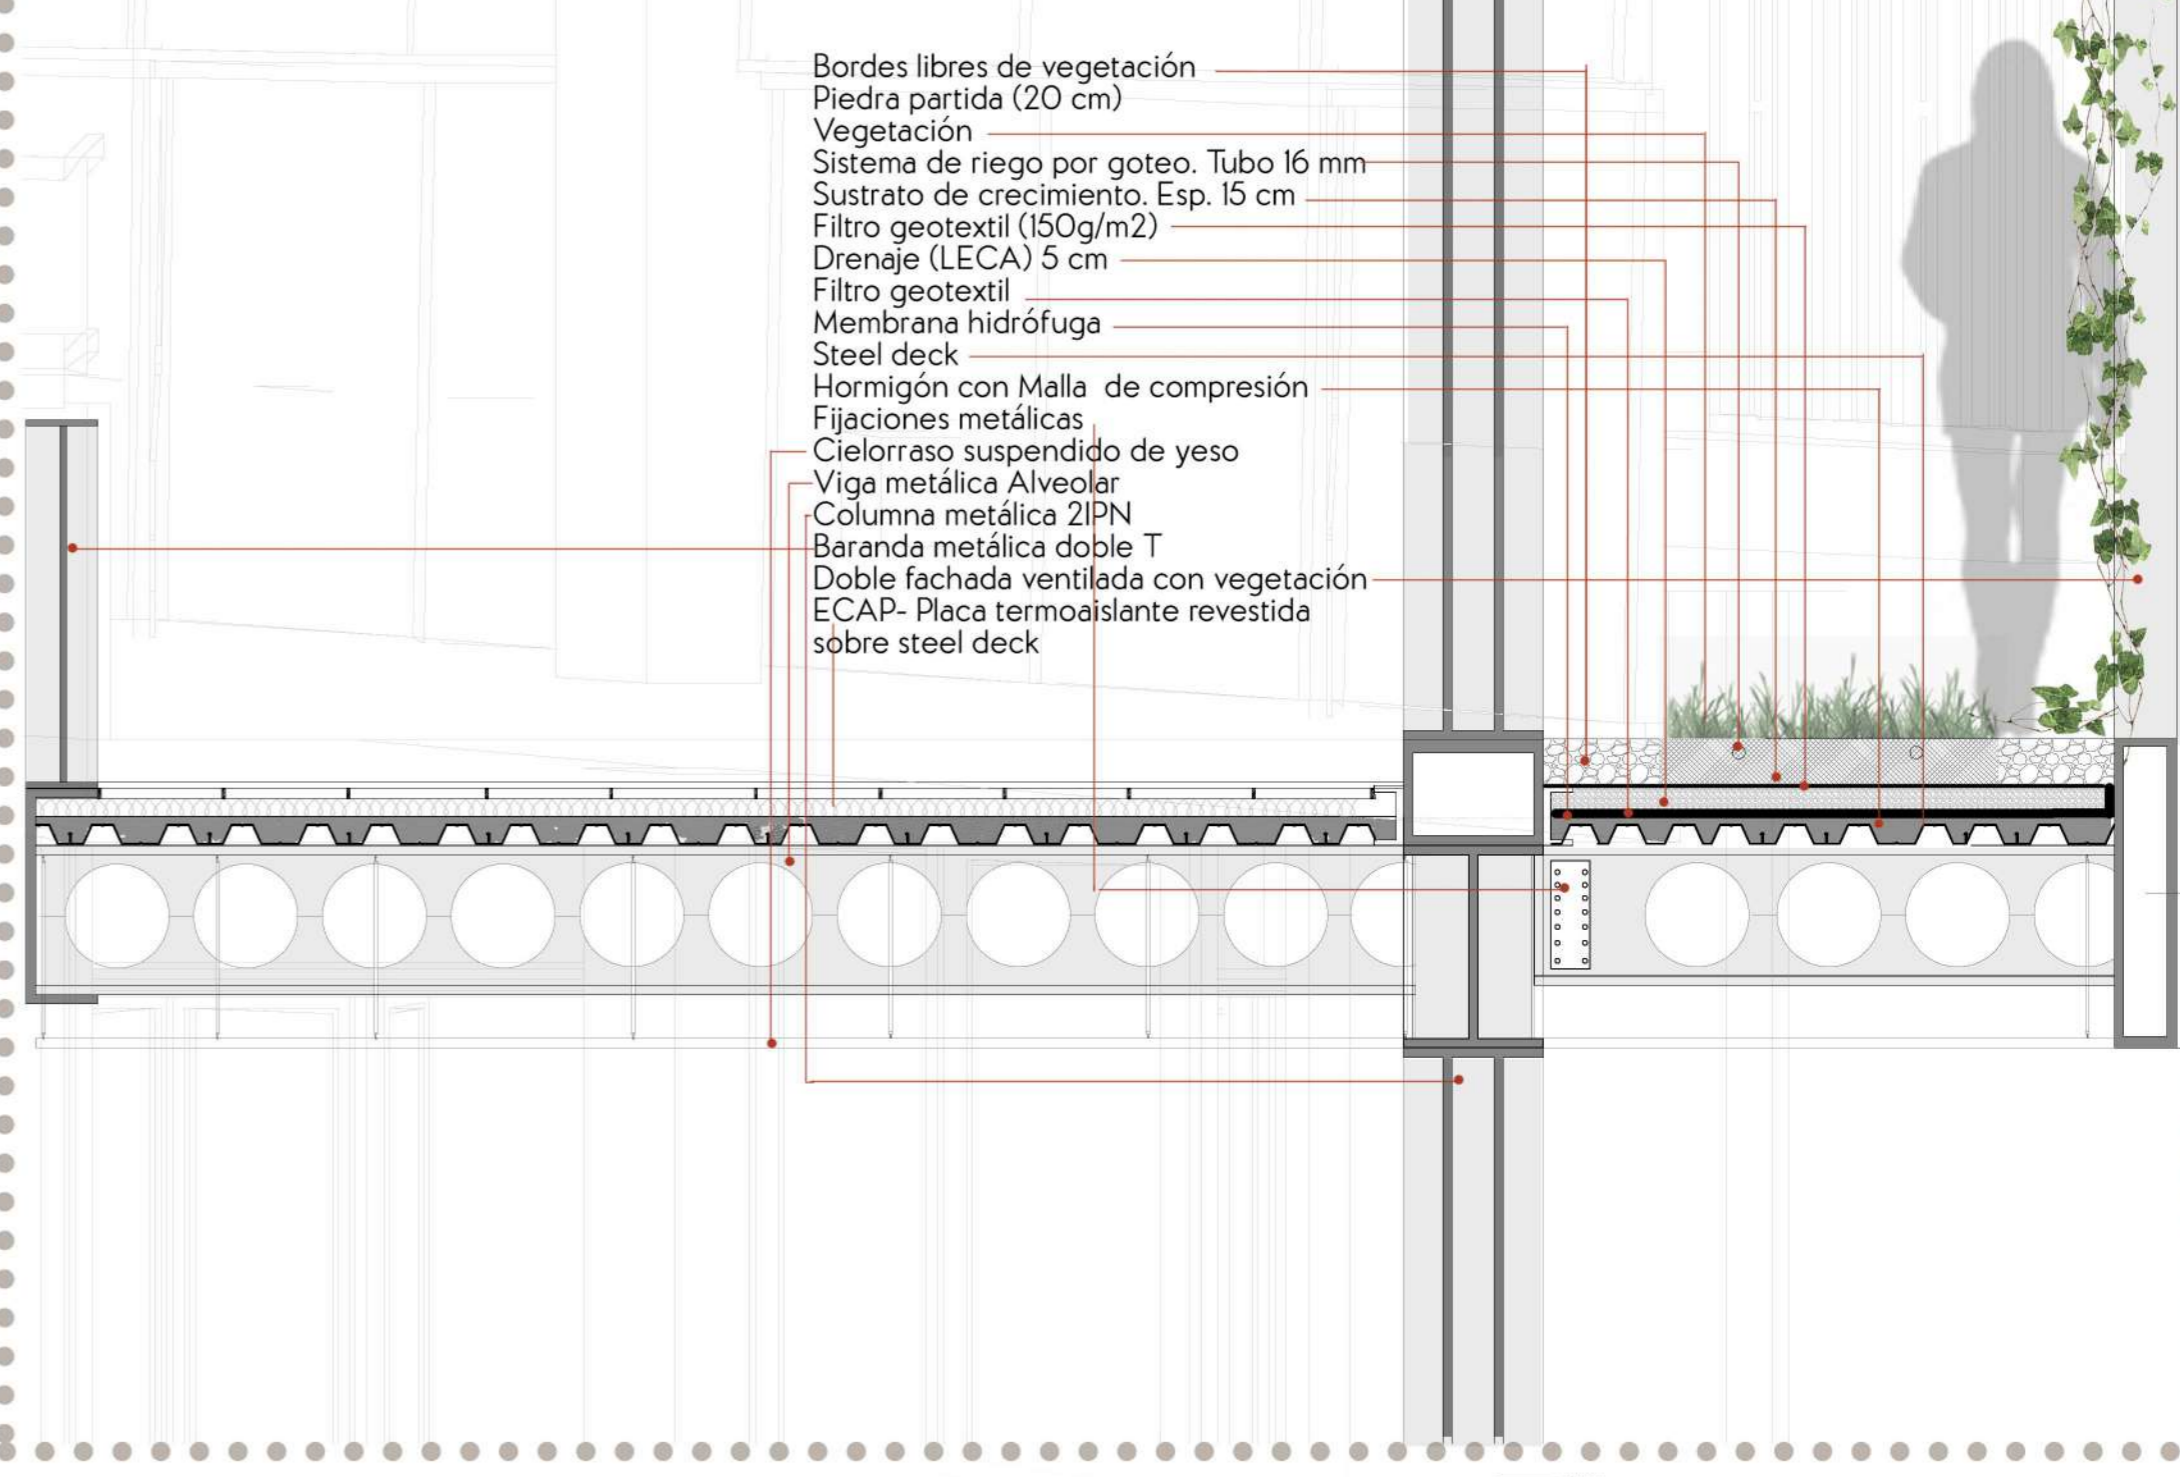 Bordes libres de vegetación
Piedra partida (20 cm)
Vegetación
Sistema de riego por goteo. Tubo 16 mm
Sustrato de crecimiento. Esp. 15 cm
Filtro geotextil (150g/m2)
Drenaje (LECA) 5 cm
Filtro geotextil
Membrana hidrófuga
Steel deck
Hormigón con Malla  de compresión
Fijaciones metálicas
Cielorraso suspendido de yeso
Viga metálica Alveolar
Columna metálica 2IPN
Baranda metálica doble T
Doble fachada ventilada con vegetación
ECAP- Placa termoaislante revestida
sobre steel deck